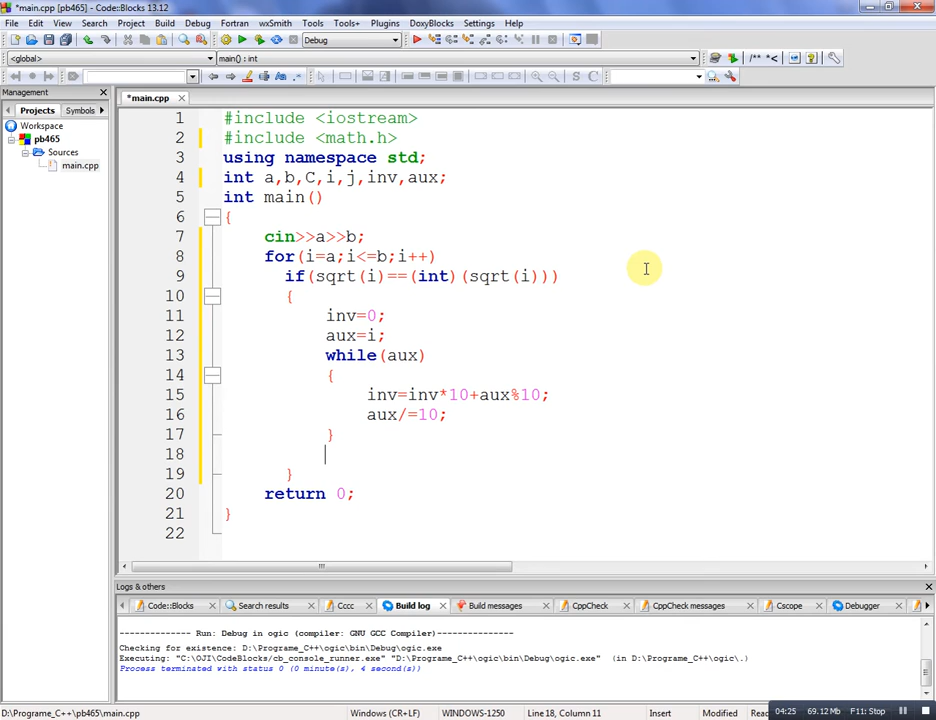 *main.cpp [pb465] - Code::Blocks 13.12
File Edit View Search Project Build Debug Fortran wxSmith Tools Tools+ Plugins DoxyBlocks Settings Help
Debug
<global> main() : int /** *<
S C
Management
Projects Symbols
Workspace
pb465
Sources
main.cpp
*main.cpp
1 #include <iostream>
2 #include <math.h>
3 using namespace std;
4 int a,b,C,i,j,inv,aux;
5 int main()
6 {
7 cin>>a>>b;
8 for(i=a;i<=b;i++)
9 if(sqrt(i)==(int)(sqrt(i)))
10 {
11 inv=0;
12 aux=i;
13 while(aux)
14 {
15 inv=inv*10+aux%10;
16 aux/=10;
17 }
18
19 }
20 return 0;
21 }
22
Logs & others
Code::Blocks Search results Cccc Build log Build messages CppCheck CppCheck messages Cscope Debugger
-------------- Run: Debug in ogic (compiler: GNU GCC Compiler)---------------
Checking for existence: D:\Programe_C++\ogic\bin\Debug\ogic.exe
Executing: "C:\OJI\CodeBlocks/cb_console_runner.exe" "D:\Programe_C++\ogic\bin\Debug\ogic.exe" (in D:\Programe_C++\ogic\.)
Process terminated with status 0 (0 minute(s), 4 second(s))
D:\Programe_C++\pb465\main.cpp Windows (CR+LF) WINDOWS-1250 Line 18, Column 11 Insert Modified Rea 04:25 69.12 Mb F11: Stop